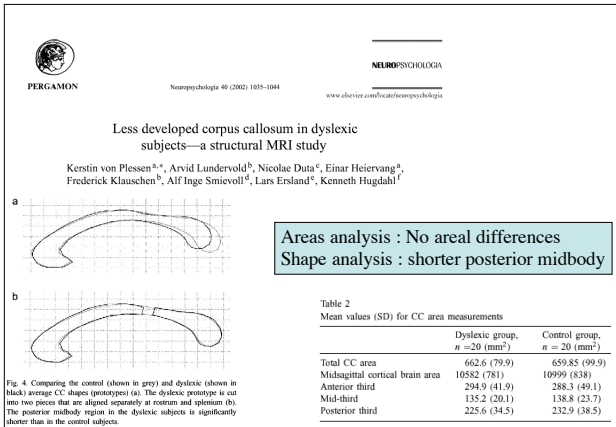 PERGAMON
Neuropsychologia 40 (2002) 1035–1044
NEUROPSYCHOLOGIA
www.elsevier.com/locate/neuropsychologia
Less developed corpus callosum in dyslexic
subjects—a structural MRI study
Kerstin von Plessen a,*, Arvid Lundervold b, Nicolae Duta c, Einar Heiervang a,
Frederick Klauschen b, Alf Inge Smievoll d, Lars Ersland e, Kenneth Hugdahl f
a
b
Fig. 4. Comparing the control (shown in grey) and dyslexic (shown in
black) average CC shapes (prototypes) (a). The dyslexic prototype is cut
into two pieces that are aligned separately at rostrum and splenium (b).
The posterior midbody region in the dyslexic subjects is significantly
shorter than in the control subjects.
Areas analysis : No areal differences
Shape analysis : shorter posterior midbody
Table 2
Mean values (SD) for CC area measurements
Dyslexic group, Control group,
n =20 (mm2) n = 20 (mm2)
Total CC area 662.6 (79.9) 659.85 (99.9)
Midsagittal cortical brain area 10582 (781) 10999 (838)
Anterior third 294.9 (41.9) 288.3 (49.1)
Mid-third 135.2 (20.1) 138.8 (23.7)
Posterior third 225.6 (34.5) 232.9 (38.5)